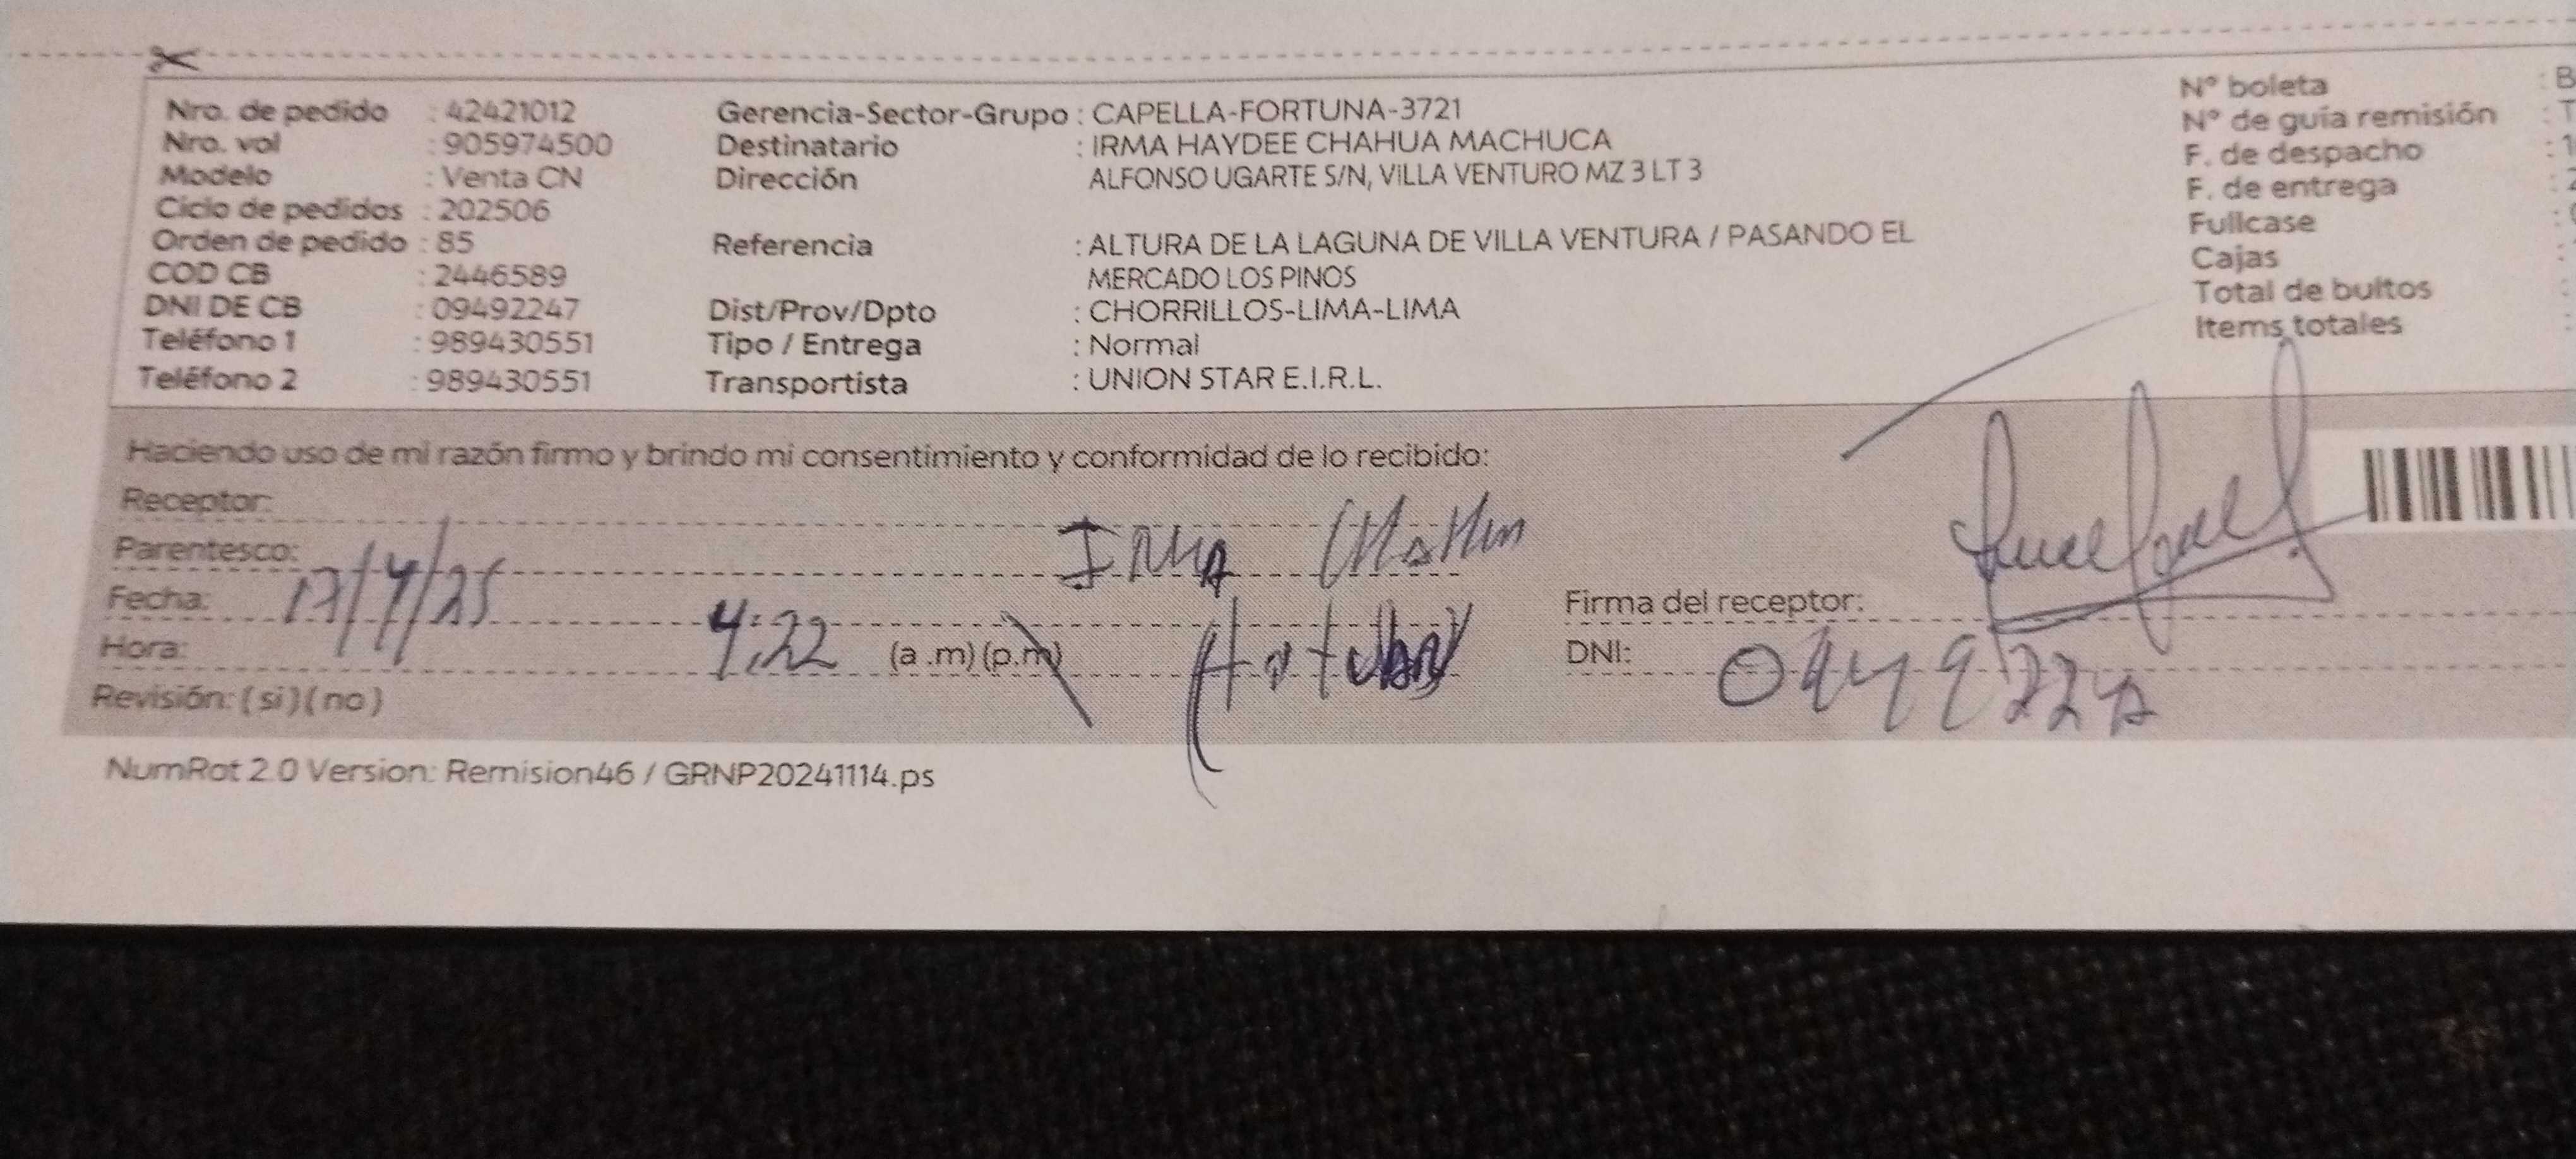 Nro. de pedido : 42421012
Nro. vol : 905974500
Modelo : Venta CN
Ciclo de pedidos : 202506
Orden de pedido : 85
COD CB : 2446589
DNI DE CB : 09492247
Teléfono 1 : 989430551
Teléfono 2 : 989430551
Gerencia-Sector-Grupo : CAPELLA-FORTUNA-3721
Destinatario : IRMA HAYDEE CHAHUA MACHUCA
Dirección ALFONSO UGARTE S/N, VILLA VENTURO MZ 3 LT 3
Referencia : ALTURA DE LA LAGUNA DE VILLA VENTURA / PASANDO EL
MERCADO LOS PINOS
Dist/Prov/Dpto : CHORRILLOS-LIMA-LIMA
Tipo / Entrega : Normal
Transportista : UNION STAR E.I.R.L.
N° boleta : B
N° de guía remisión : T
F. de despacho : 1
F. de entrega : 2
Fullcase :
Cajas :
Total de bultos :
Items totales :
Haciendo uso de mi razón firmo y brindo mi consentimiento y conformidad de lo recibido:
Receptor:
Irma
Parentesco:
Fecha: 17/4/25
Hora: 4:22 (a .m) (p.m)
Revisión: ( si ) ( no )
Firma del receptor:
DNI: 09492247
NumRot 2.0 Version: Remision46 / GRNP20241114.ps